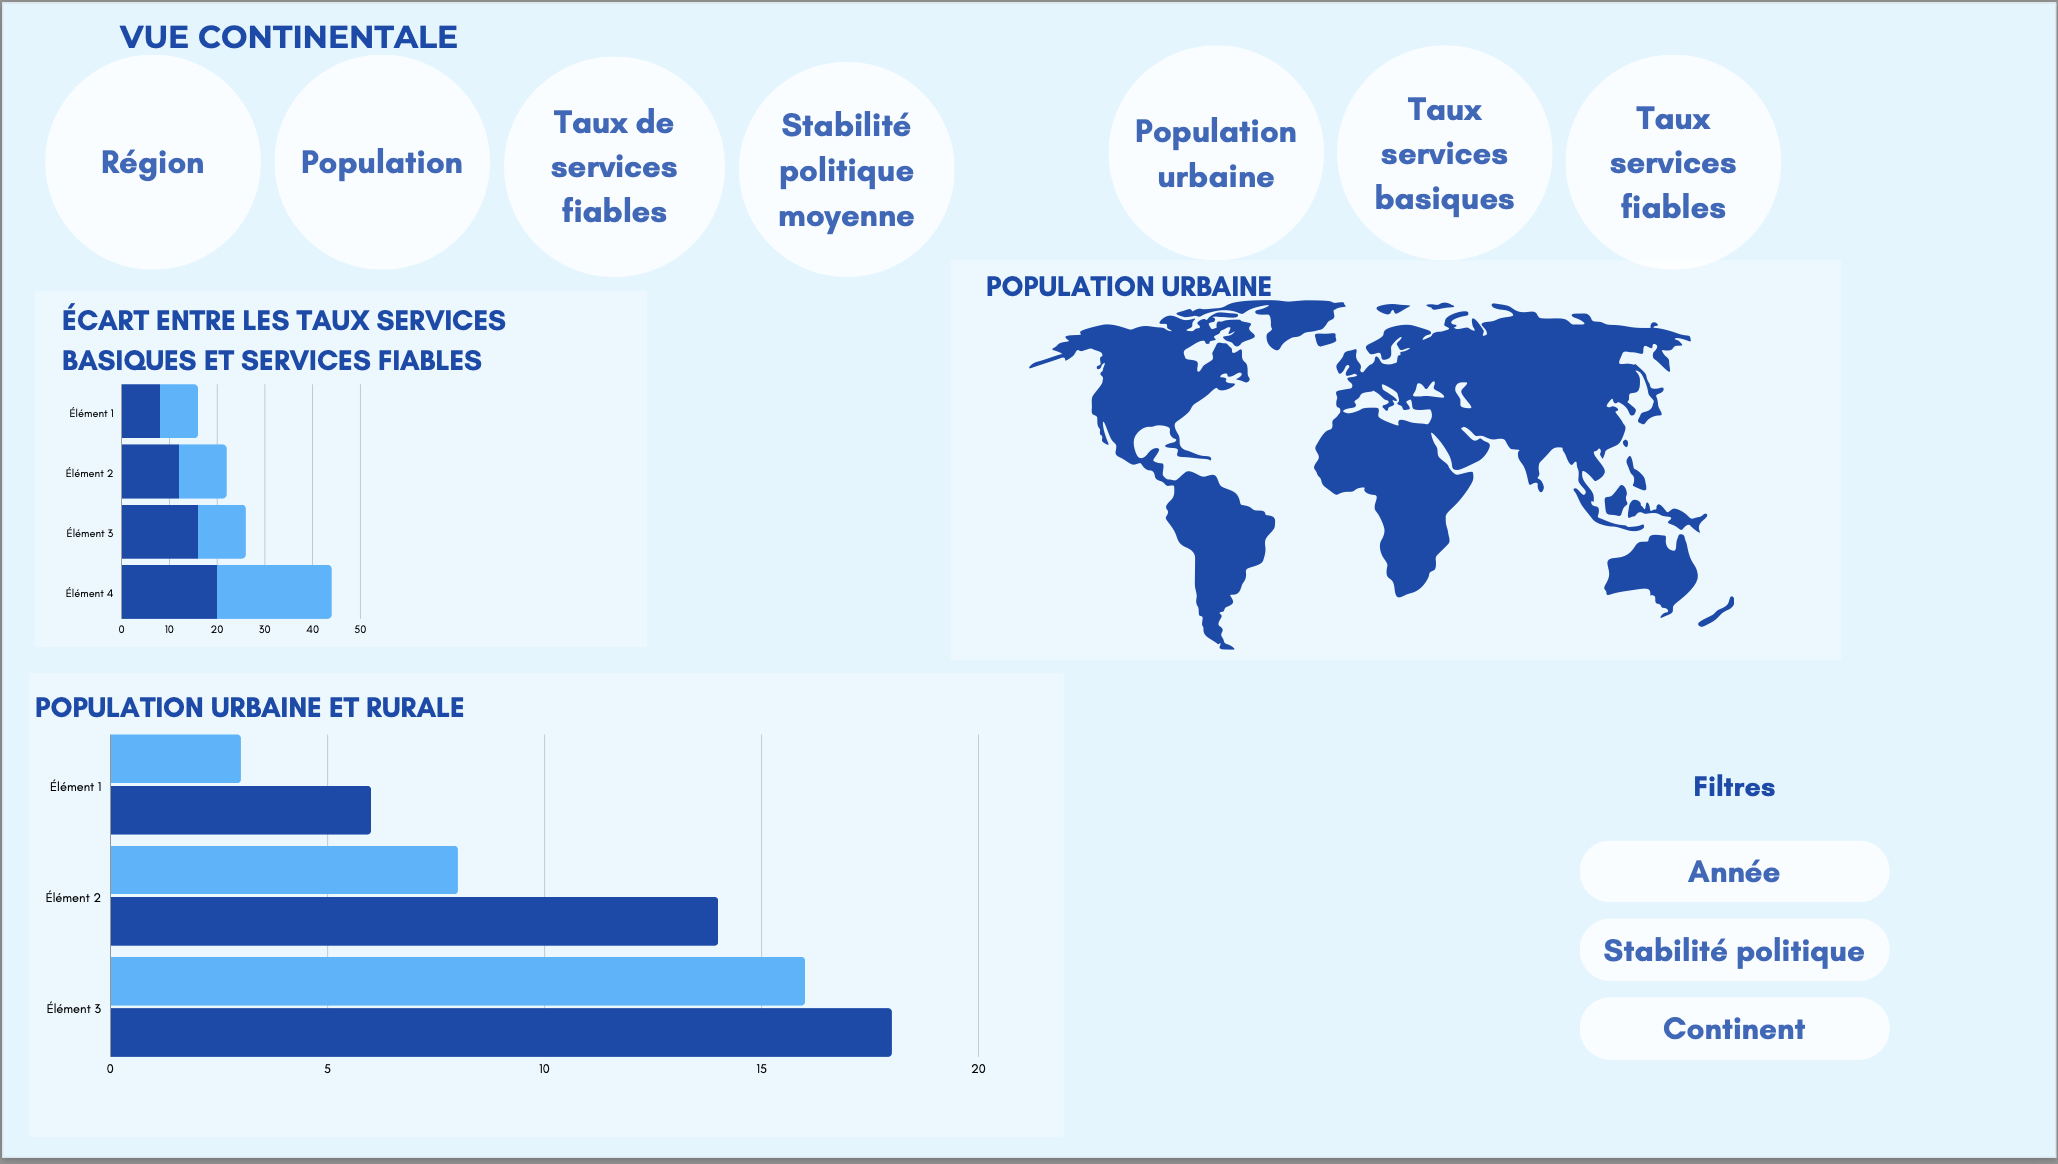 VUE CONTINENTALE
Région
Population
Taux de
services
fiables
Stabilité
politique
moyenne
Population
urbaine
Taux
services
basiques
Taux
services
fiables
ÉCART ENTRE LES TAUX SERVICES
BASIQUES ET SERVICES FIABLES
Élément 1
Élément 2
Élément 3
Élément 4
0 10 20 30 40 50
POPULATION URBAINE
POPULATION URBAINE ET RURALE
Élément 1
Élément 2
Élément 3
0 5 10 15 20
Filtres
Année
Stabilité politique
Continent